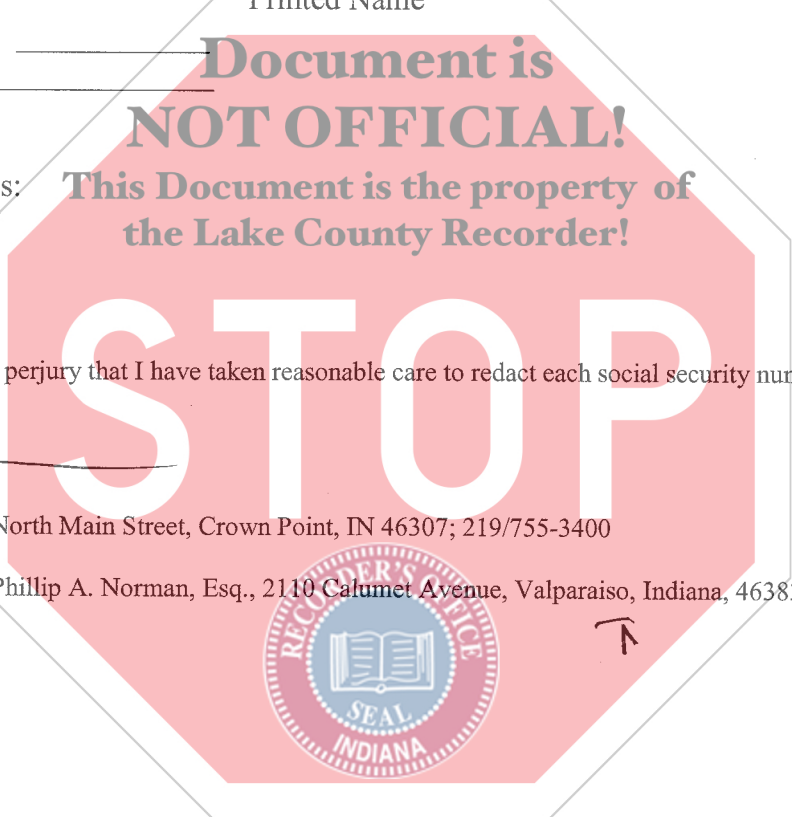 Printed Name
Document is
NOT OFFICIAL!
s: This Document is the property of
the Lake County Recorder!
STOP
perjury that I have taken reasonable care to redact each social security nur
North Main Street, Crown Point, IN 46307; 219/755-3400
Phillip A. Norman, Esq., 2110 Calumet Avenue, Valparaiso, Indiana, 46383
RECORDER'S OFFICE
SEAL
INDIANA